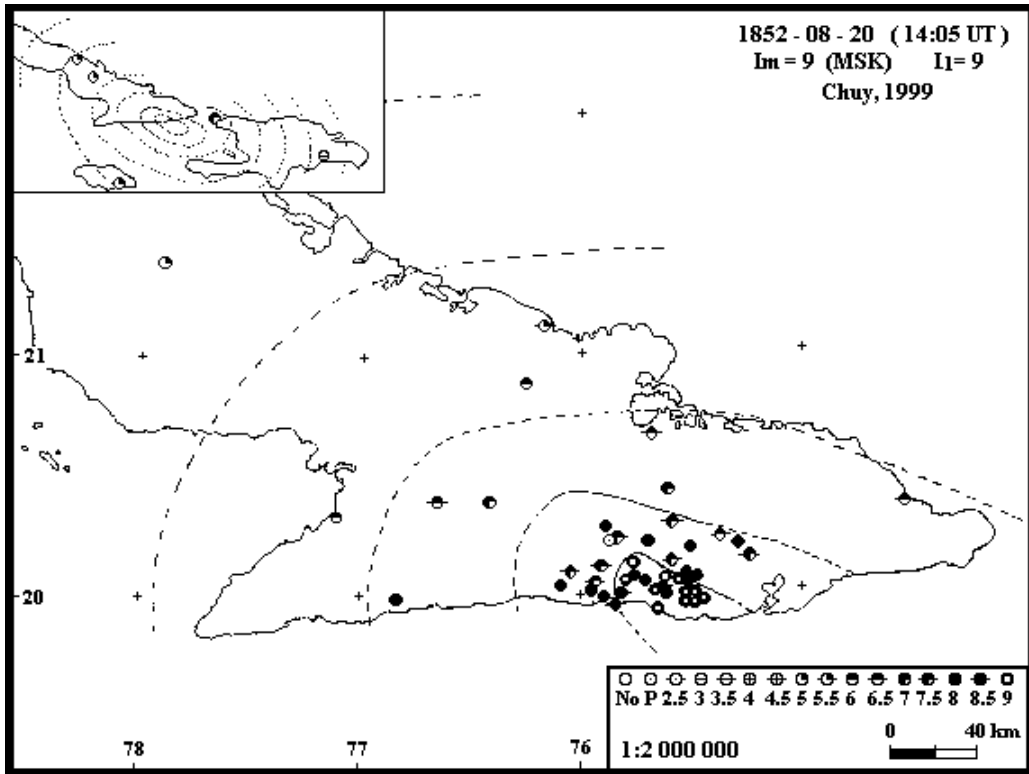 1852 - 08 - 20 ( 14:05 UT )
Im = 9 (MSK) I1= 9
Chuy, 1999
21
20
78 77 76
No P 2.5 3 3.5 4 4.5 5 5.5 6 6.5 7 7.5 8 8.5 9
0 40 km
1:2 000 000